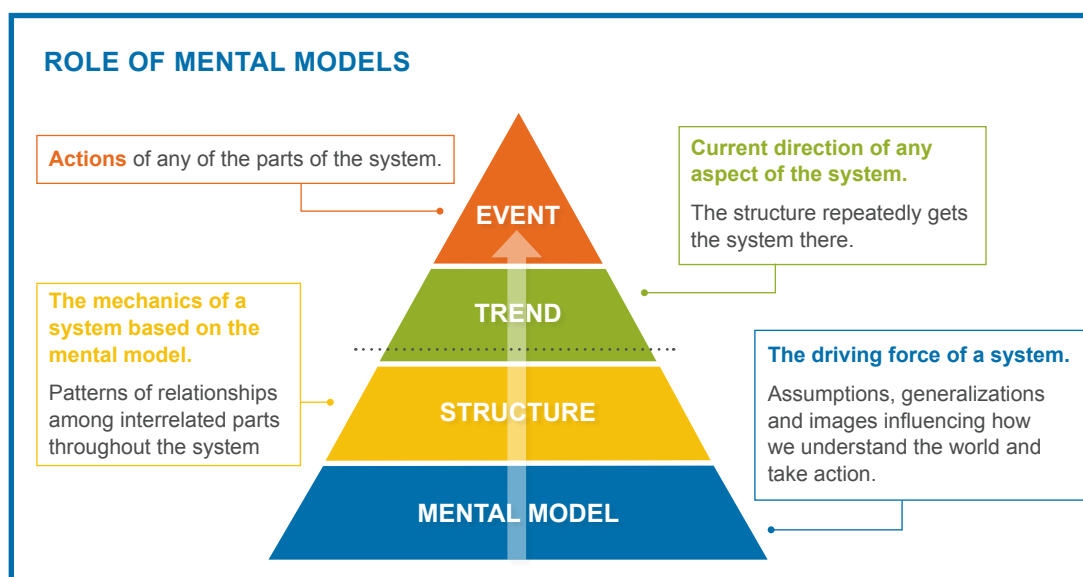 ROLE OF MENTAL MODELS
Actions of any of the parts of the system.
Current direction of any
aspect of the system.
The structure repeatedly gets
the system there.
EVENT
TREND
The mechanics of a
system based on the
mental model.
Patterns of relationships
among interrelated parts
throughout the system
STRUCTURE
The driving force of a system.
Assumptions, generalizations
and images influencing how
we understand the world and
take action.
MENTAL MODEL